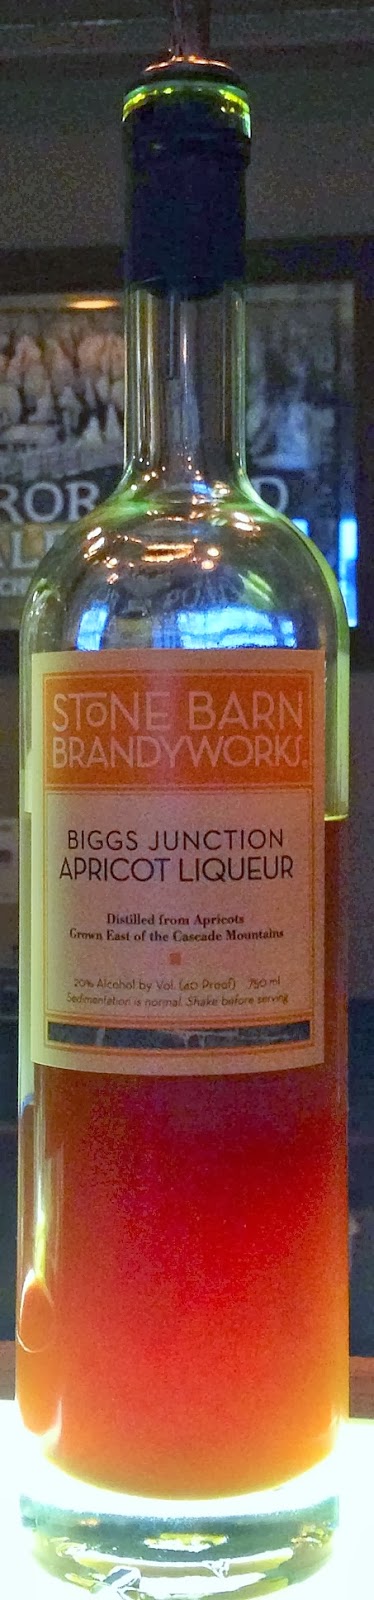 STONE BARN
BRANDYWORKS
BIGGS JUNCTION
APRICOT LIQUEUR
Distilled from Apricots
Grown East of the Cascade Mountains
20% Alcohol by Vol. (40 Proof) 750 ml
Sedimentation is normal. Shake before serving